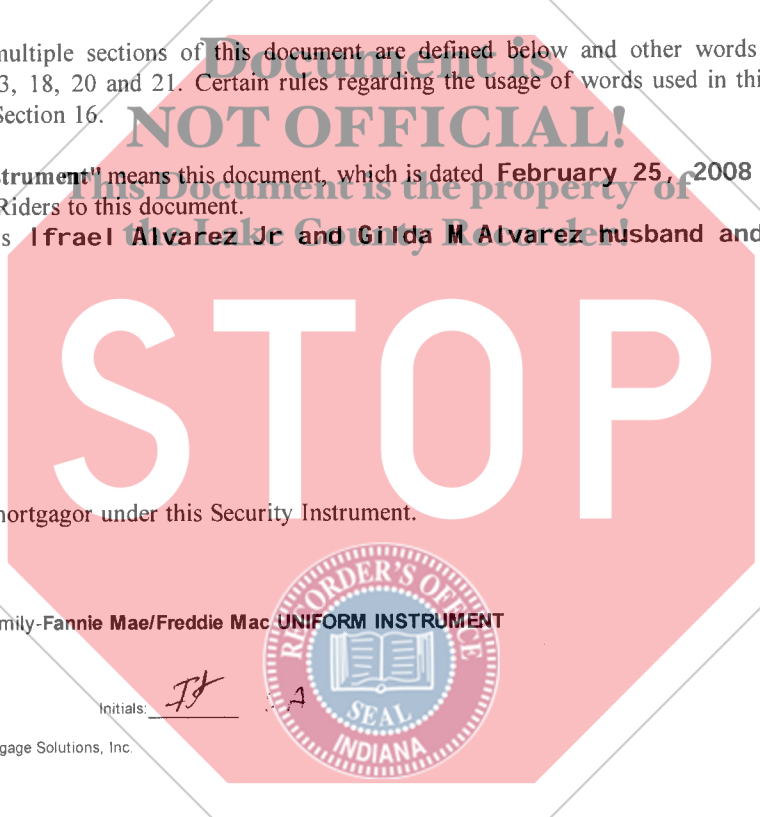 multiple sections of this document are defined below and other words
Document is
3, 18, 20 and 21. Certain rules regarding the usage of words used in thi
Section 16.
NOT OFFICIAL!
trument" means this document, which is dated February 25, 2008
This Document is the property of
Riders to this document.
the Lake County Recorder!
s Ifrael Alvarez Jr and Gilda M Alvarez husband and
STOP
mortgagor under this Security Instrument.
RECORDER'S OFFICE
SEAL
INDIANA
mily-Fannie Mae/Freddie Mac UNIFORM INSTRUMENT
Initials:
gage Solutions, Inc.